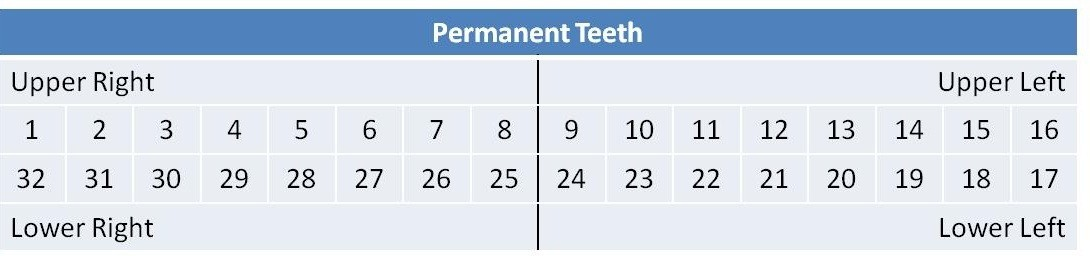 Permanent Teeth
Upper Right Upper Left
1 2 3 4 5 6 7 8 9 10 11 12 13 14 15 16
32 31 30 29 28 27 26 25 24 23 22 21 20 19 18 17
Lower Right Lower Left